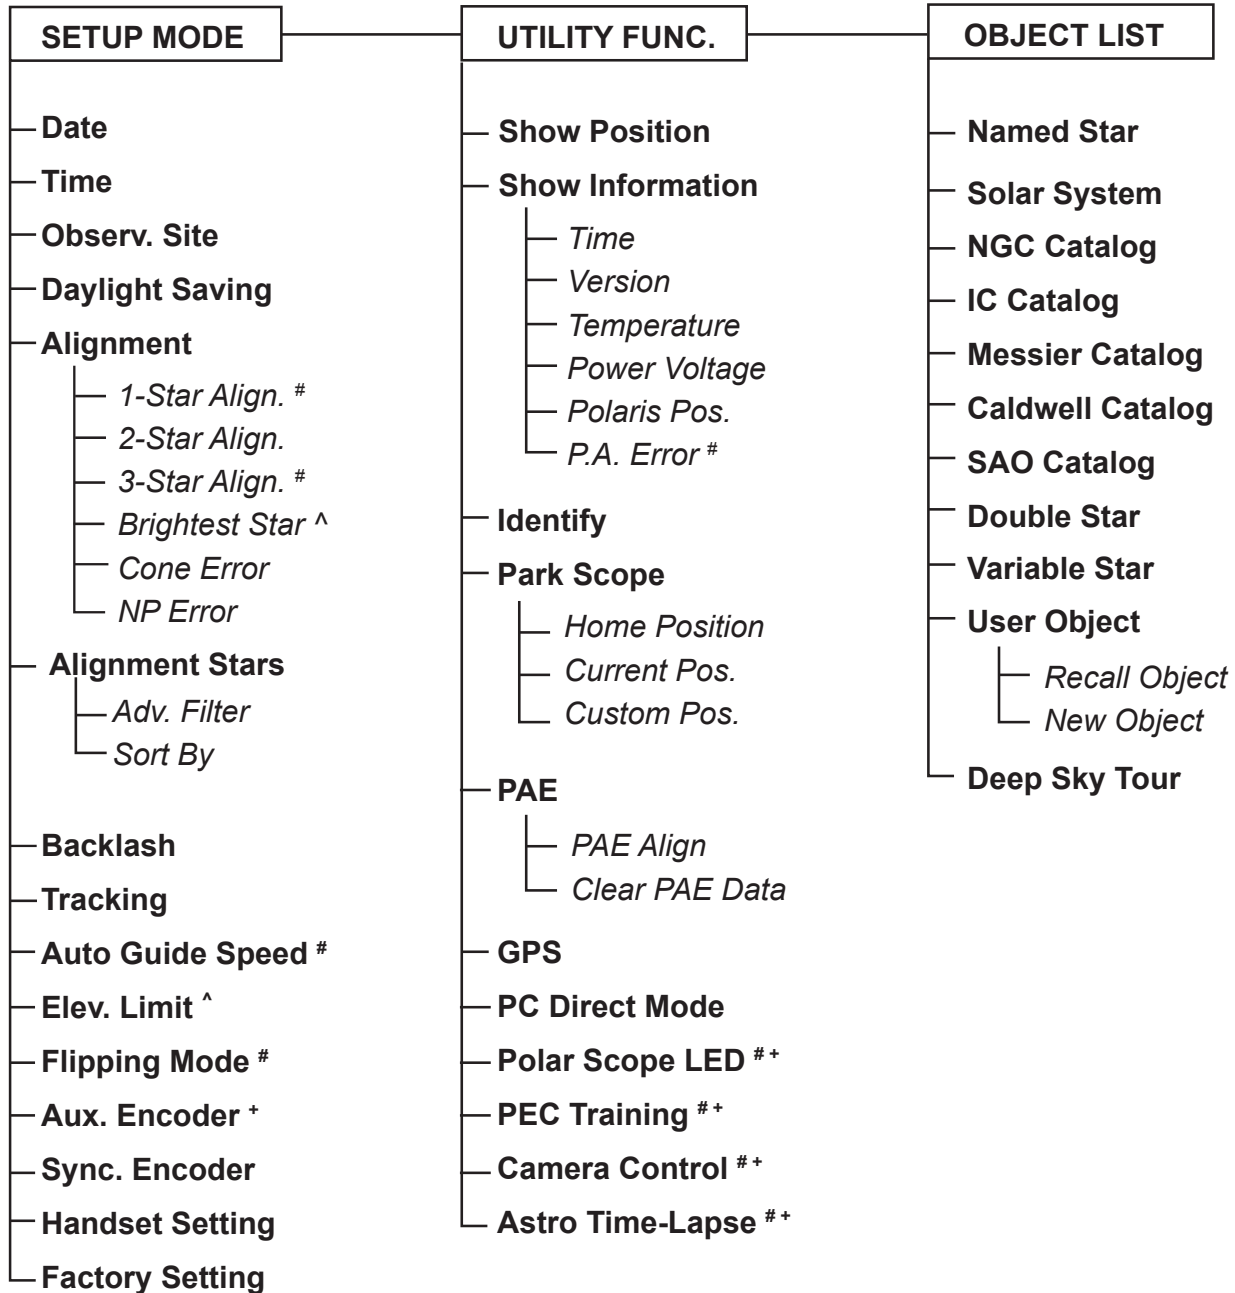 SETUP MODE
Date
Time
Observ. Site
Daylight Saving
Alignment
1-Star Align. #
2-Star Align.
3-Star Align. #
Brightest Star ^
Cone Error
NP Error
Alignment Stars
Adv. Filter
Sort By
Backlash
Tracking
Auto Guide Speed #
Elev. Limit ^
Flipping Mode #
Aux. Encoder +
Sync. Encoder
Handset Setting
Factory Setting
UTILITY FUNC.
Show Position
Show Information
Time
Version
Temperature
Power Voltage
Polaris Pos.
P.A. Error #
Identify
Park Scope
Home Position
Current Pos.
Custom Pos.
PAE
PAE Align
Clear PAE Data
GPS
PC Direct Mode
Polar Scope LED # +
PEC Training # +
Camera Control # +
Astro Time-Lapse # +
OBJECT LIST
Named Star
Solar System
NGC Catalog
IC Catalog
Messier Catalog
Caldwell Catalog
SAO Catalog
Double Star
Variable Star
User Object
Recall Object
New Object
Deep Sky Tour